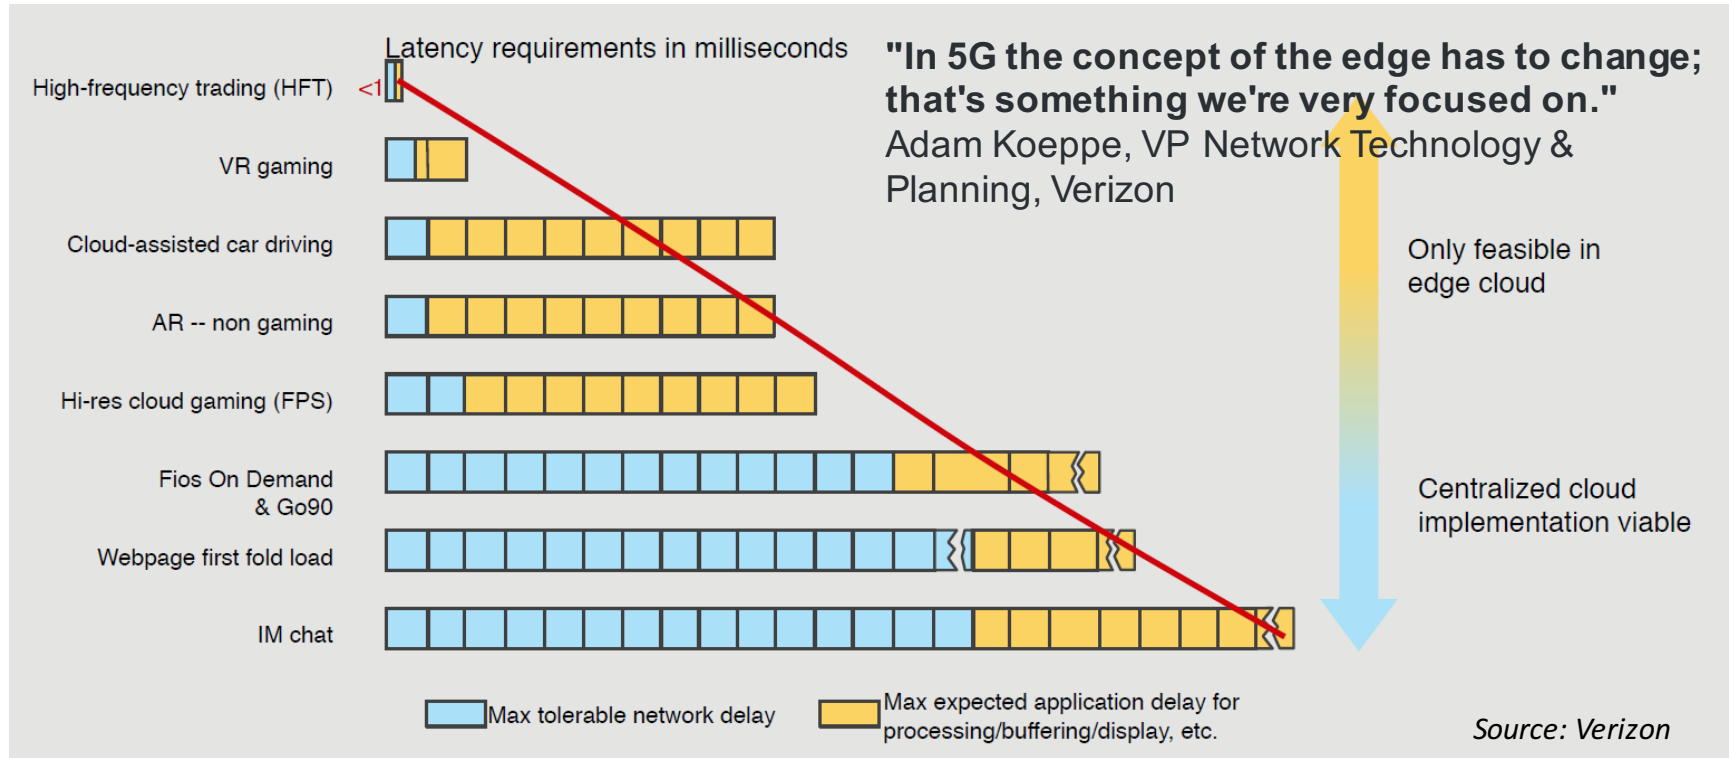 Latency requirements in milliseconds
"In 5G the concept of the edge has to change;
that's something we're very focused on."
Adam Koeppe, VP Network Technology &
Planning, Verizon
High-frequency trading (HFT)
<1
VR gaming
Cloud-assisted car driving
AR -- non gaming
Hi-res cloud gaming (FPS)
Fios On Demand
& Go90
Webpage first fold load
IM chat
Only feasible in
edge cloud
Centralized cloud
implementation viable
Max tolerable network delay
Max expected application delay for
processing/buffering/display, etc.
Source: Verizon